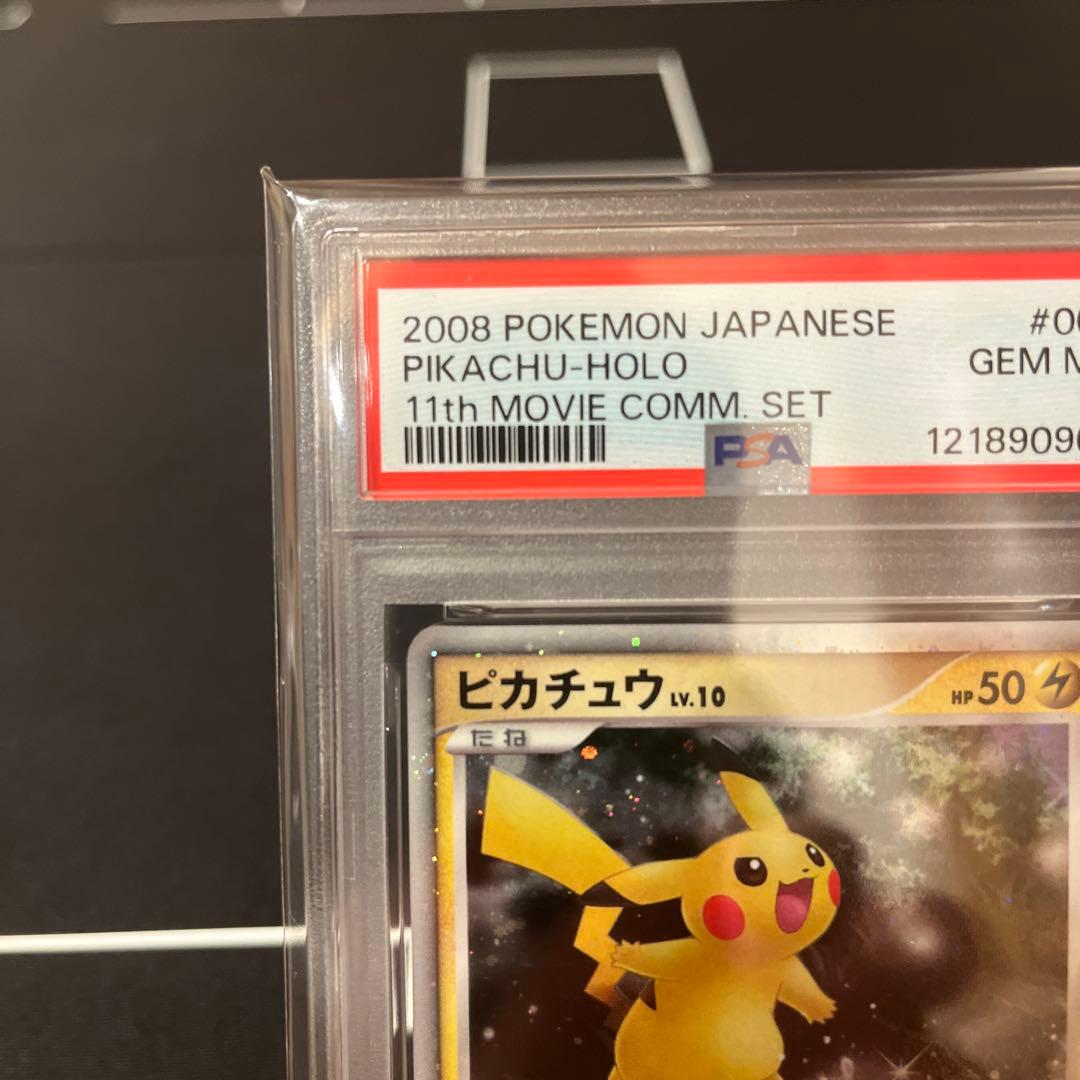 2008 POKEMON JAPANESE
PIKACHU-HOLO
11th MOVIE COMM. SET
GEM
PSA
ピカチュウ LV.10 HP 50
たね